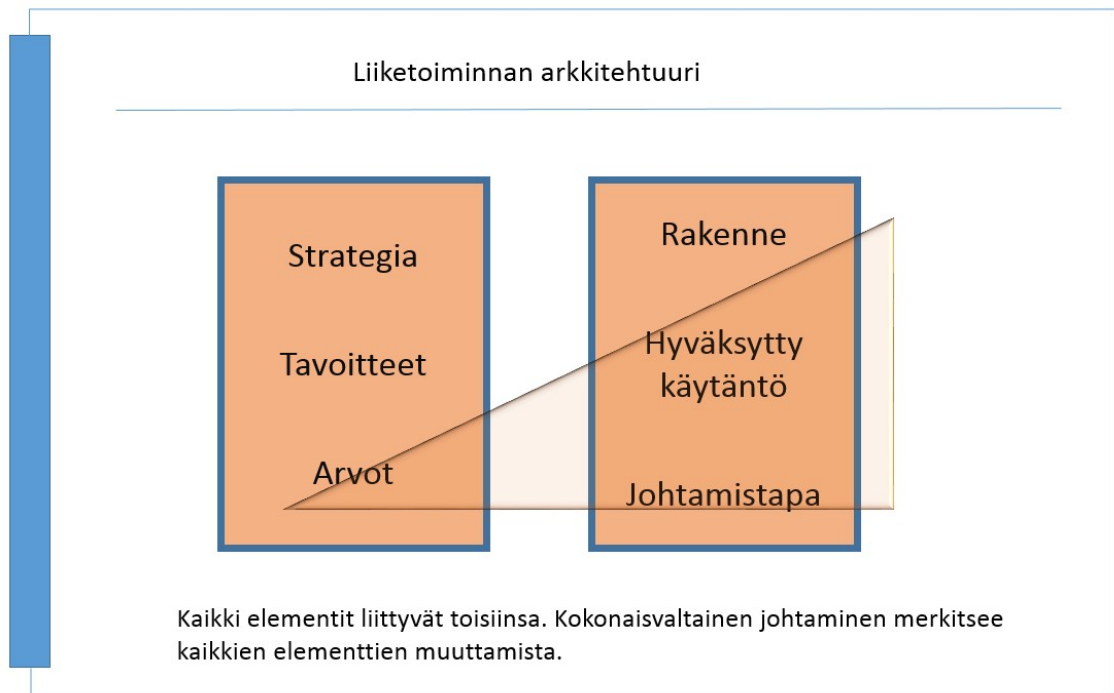 Liiketoiminnan arkkitehtuuri
Strategia
Tavoitteet
Arvot
Rakenne
Hyväksytty
käytäntö
Johtamistapa
Kaikki elementit liittyvät toisiinsa. Kokonaisvaltainen johtaminen merkitsee
kaikkien elementtien muuttamista.